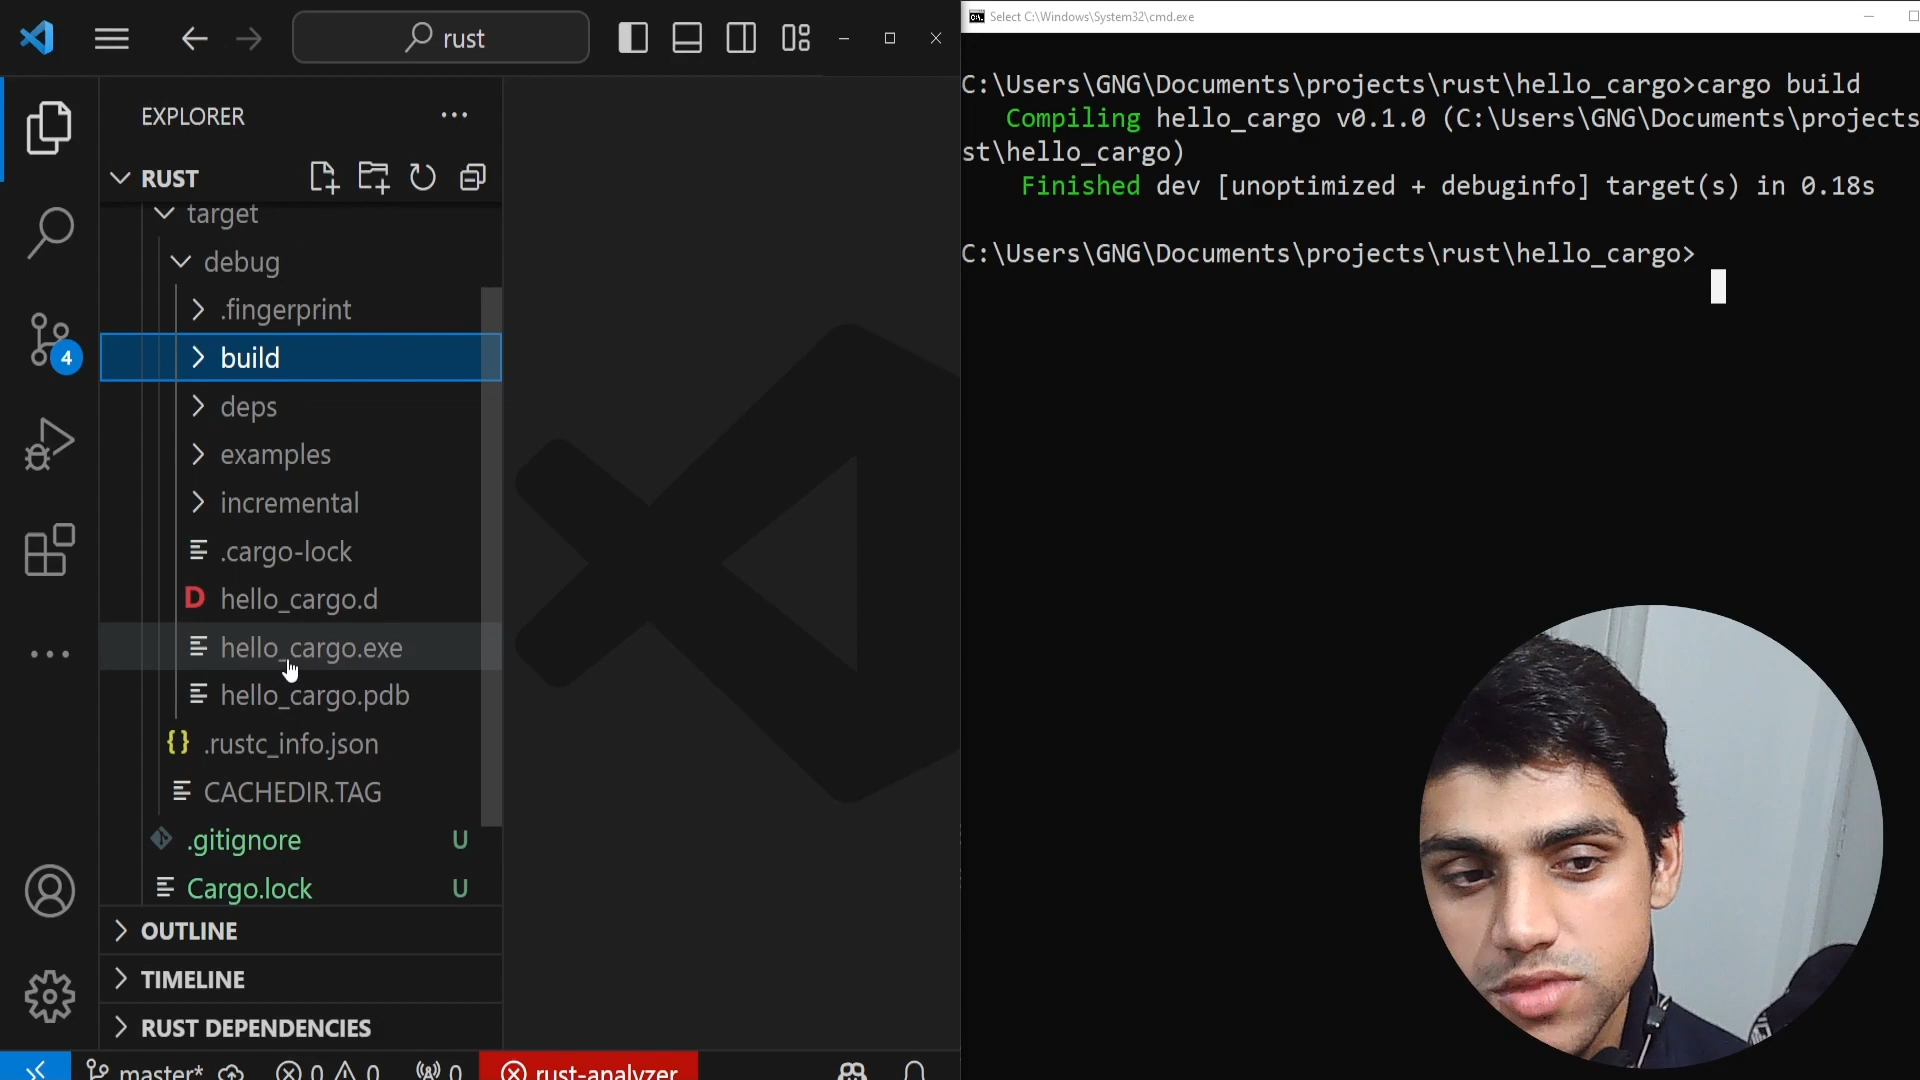 rust
EXPLORER
RUST
target
debug
.fingerprint
build
deps
examples
incremental
.cargo-lock
D hello_cargo.d
hello_cargo.exe
hello_cargo.pdb
{} .rustc_info.json
CACHEDIR.TAG
.gitignore U
Cargo.lock U
OUTLINE
TIMELINE
RUST DEPENDENCIES
4
master* 0 0 0 rust-analyzer
Select C:\Windows\System32\cmd.exe
C:\Users\GNG\Documents\projects\rust\hello_cargo>cargo build
Compiling hello_cargo v0.1.0 (C:\Users\GNG\Documents\projects
st\hello_cargo)
Finished dev [unoptimized + debuginfo] target(s) in 0.18s
C:\Users\GNG\Documents\projects\rust\hello_cargo>